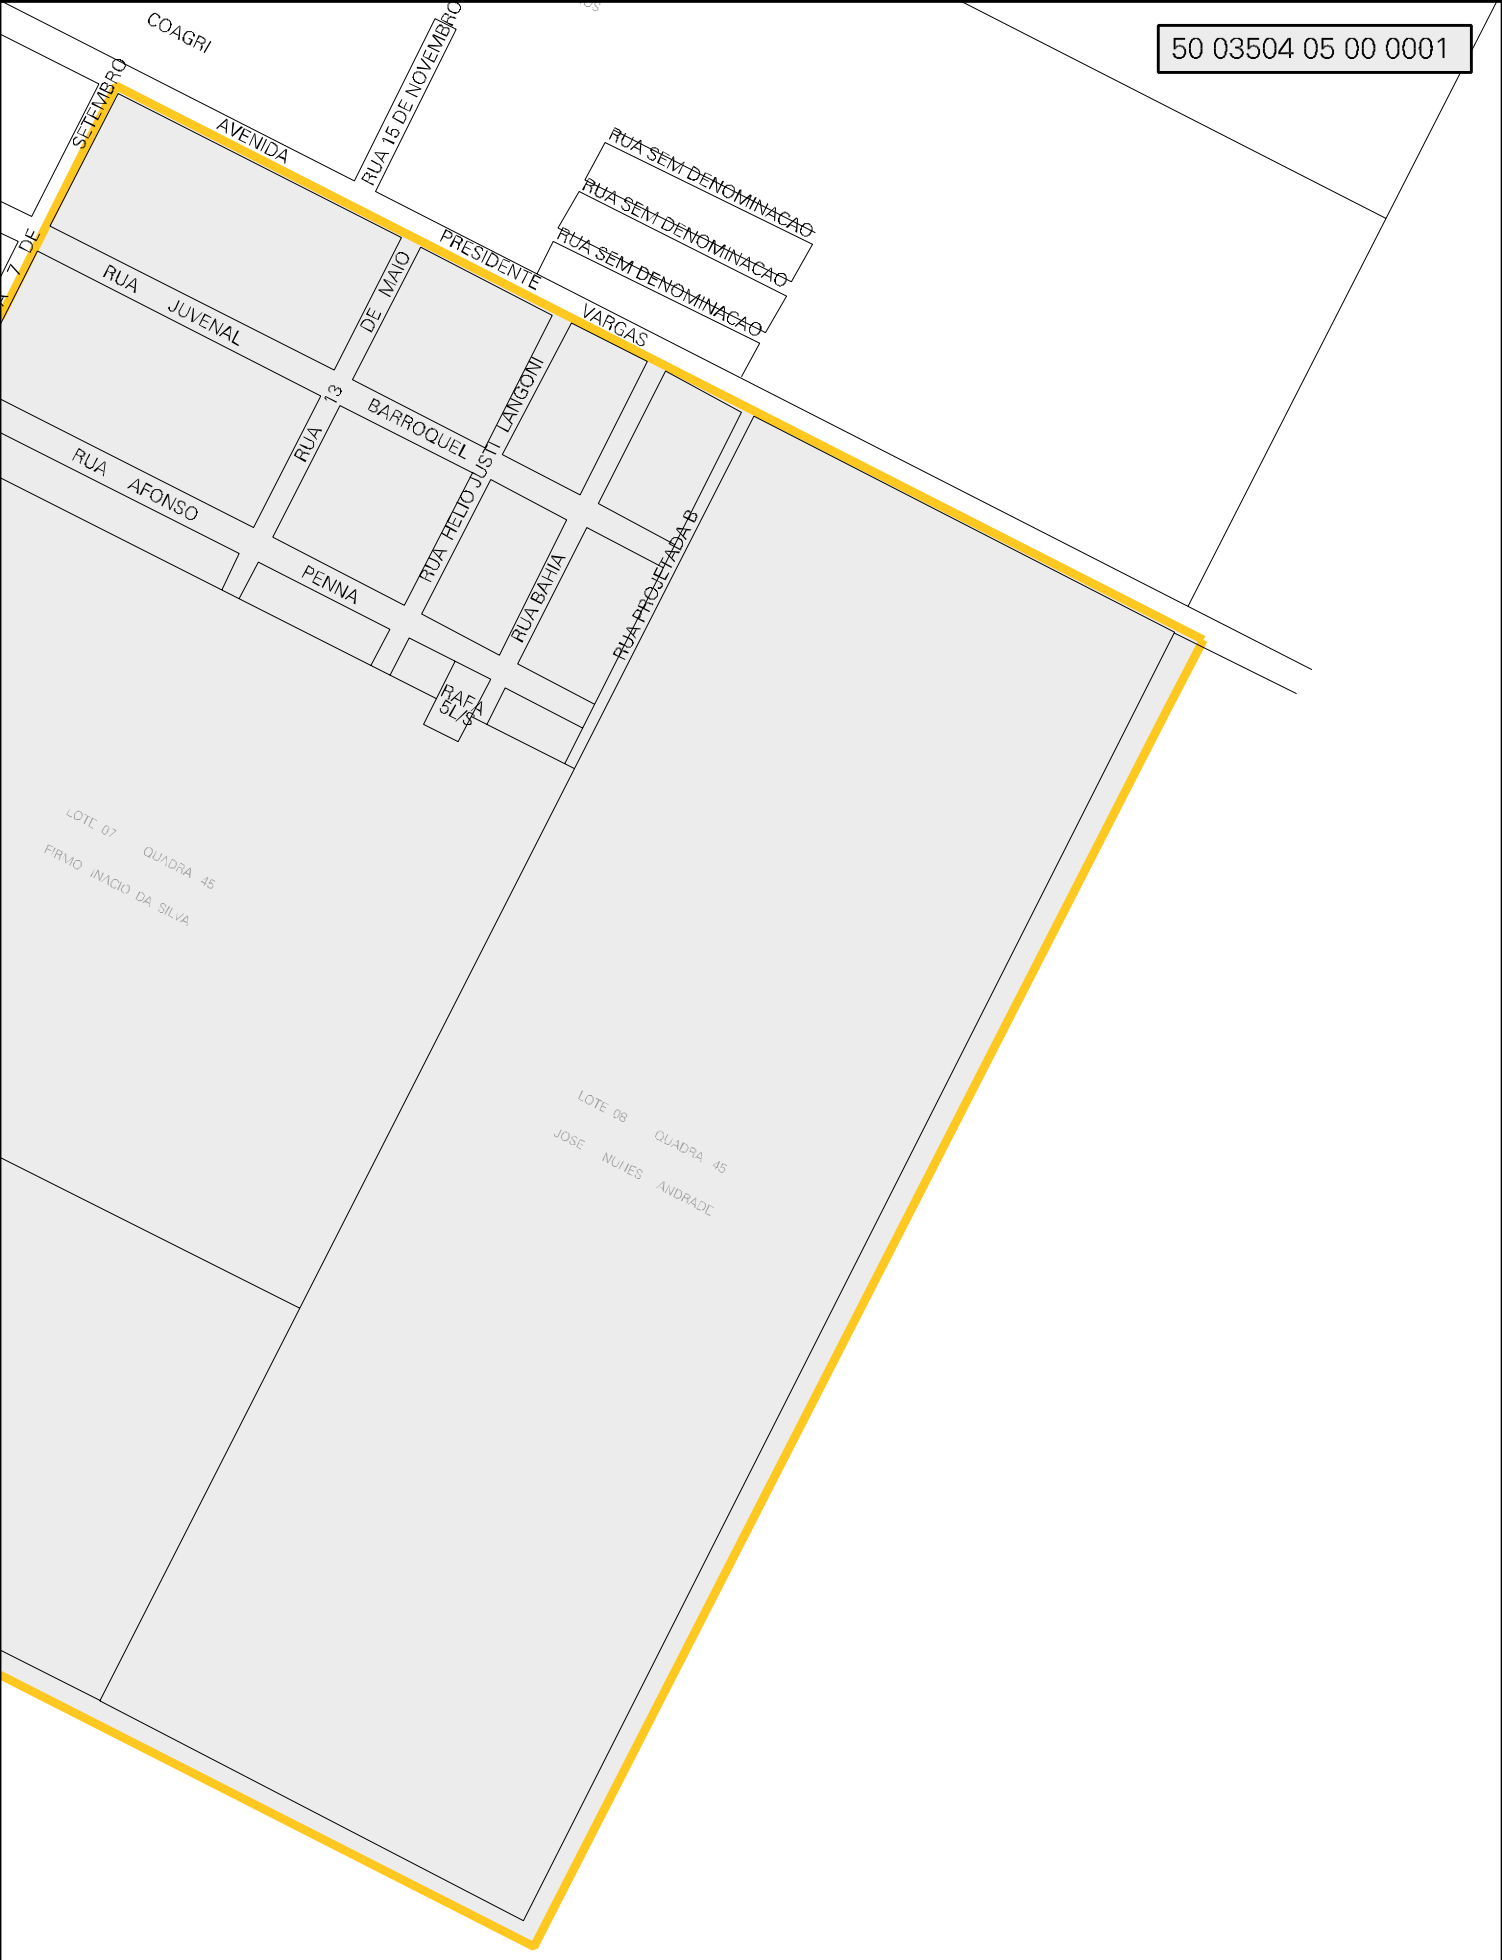 COAGRI
50 03504 05 00 0001
SETEMBRO
RUA 15 DE NOVEMBRO
AVENIDA
RUA SEM DENOMINACAO
RUA SEM DENOMINACAO
RUA SEM DENOMINACAO
7 DE
PRESIDENTE
VARGAS
DE MAIO
RUA JUVENAL
13
BARROQUEL
RUA
RUA HELIO JUSTI LANGONI
RUA AFONSO
PENNA
RUA BAHIA
RUA PROJETADA B
RAFA
5L/S
LOTE 07 QUADRA 45
FIRMO INACIO DA SILVA
LOTE 08 QUADRA 45
JOSE NUNES ANDRADE